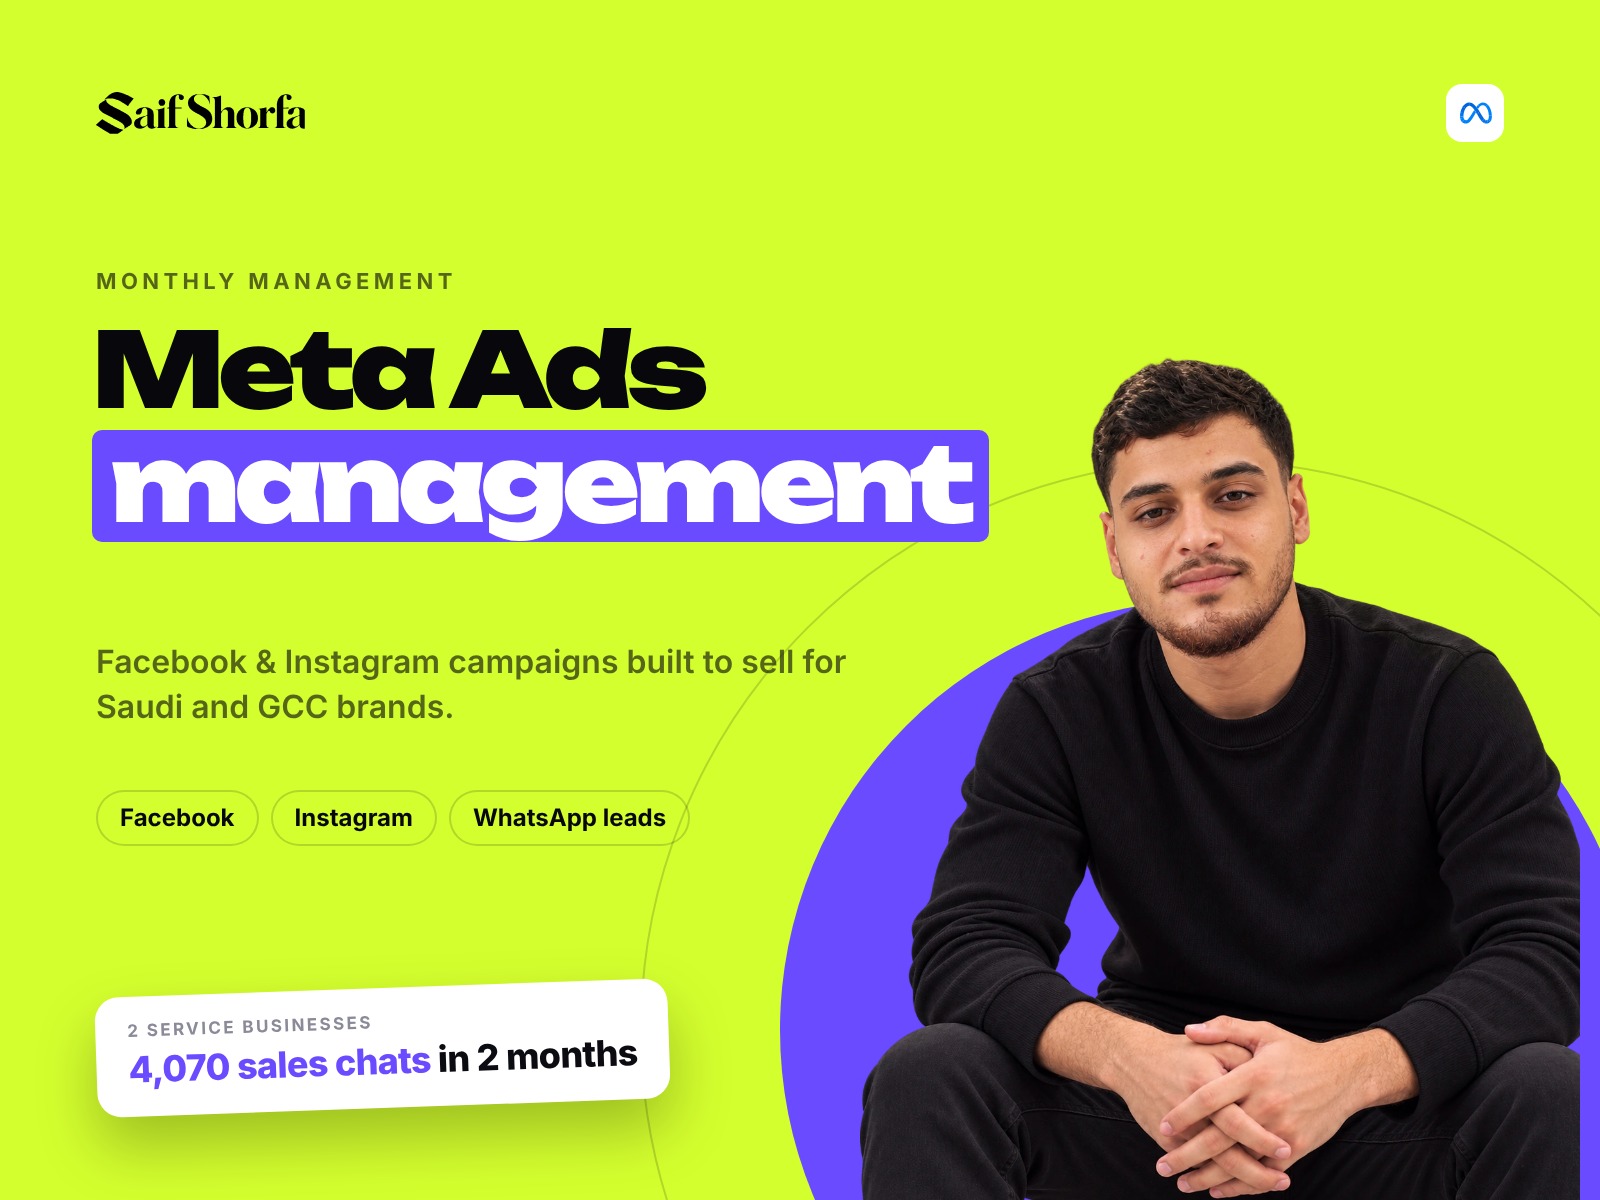 Saif Shorfa
MONTHLY MANAGEMENT
Meta Ads
management
Facebook & Instagram campaigns built to sell for
Saudi and GCC brands.
Facebook
Instagram
WhatsApp leads
2 SERVICE BUSINESSES
4,070 sales chats in 2 months